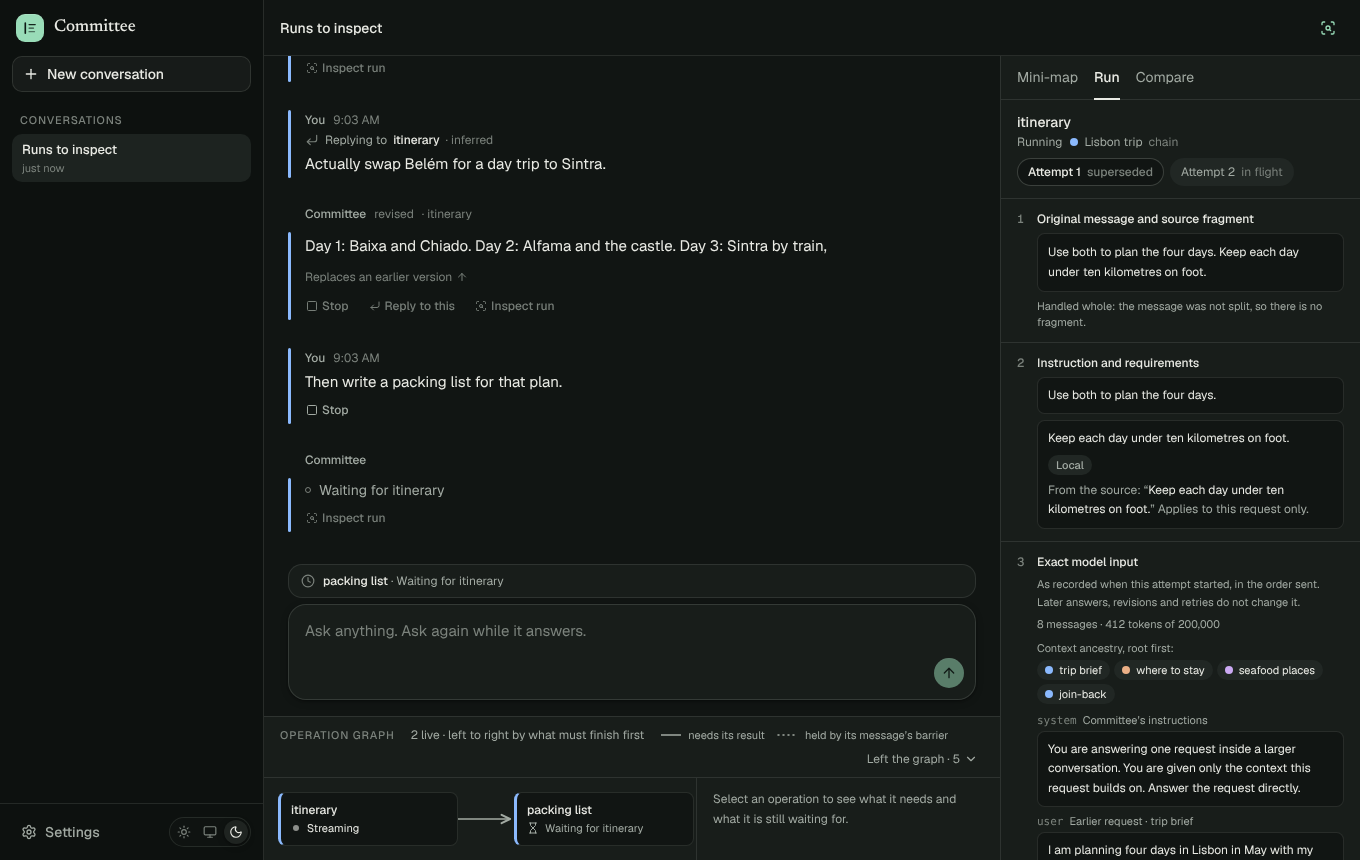 Committee
New conversation
CONVERSATIONS
Runs to inspect
just now
Settings
Runs to inspect
Inspect run
You 9:03 AM
Replying to itinerary · inferred
Actually swap Belém for a day trip to Sintra.
Committee revised · itinerary
Day 1: Baixa and Chiado. Day 2: Alfama and the castle. Day 3: Sintra by train,
Replaces an earlier version ↑
Stop Reply to this Inspect run
You 9:03 AM
Then write a packing list for that plan.
Stop
Committee
Waiting for itinerary
Inspect run
packing list · Waiting for itinerary
Ask anything. Ask again while it answers.
OPERATION GRAPH 2 live · left to right by what must finish first needs its result held by its message's barrier
Left the graph · 5
itinerary
Streaming
packing list
Waiting for itinerary
Select an operation to see what it needs and
what it is still waiting for.
Mini-map Run Compare
itinerary
Running Lisbon trip chain
Attempt 1 superseded Attempt 2 in flight
1 Original message and source fragment
Use both to plan the four days. Keep each day
under ten kilometres on foot.
Handled whole: the message was not split, so there is no
fragment.
2 Instruction and requirements
Use both to plan the four days.
Keep each day under ten kilometres on foot.
Local
From the source: “Keep each day under ten
kilometres on foot.” Applies to this request only.
3 Exact model input
As recorded when this attempt started, in the order sent.
Later answers, revisions and retries do not change it.
8 messages · 412 tokens of 200,000
Context ancestry, root first:
trip brief where to stay seafood places
join-back
system Committee's instructions
You are answering one request inside a larger
conversation. You are given only the context this
request builds on. Answer the request directly.
user Earlier request · trip brief
I am planning four days in Lisbon in May with my